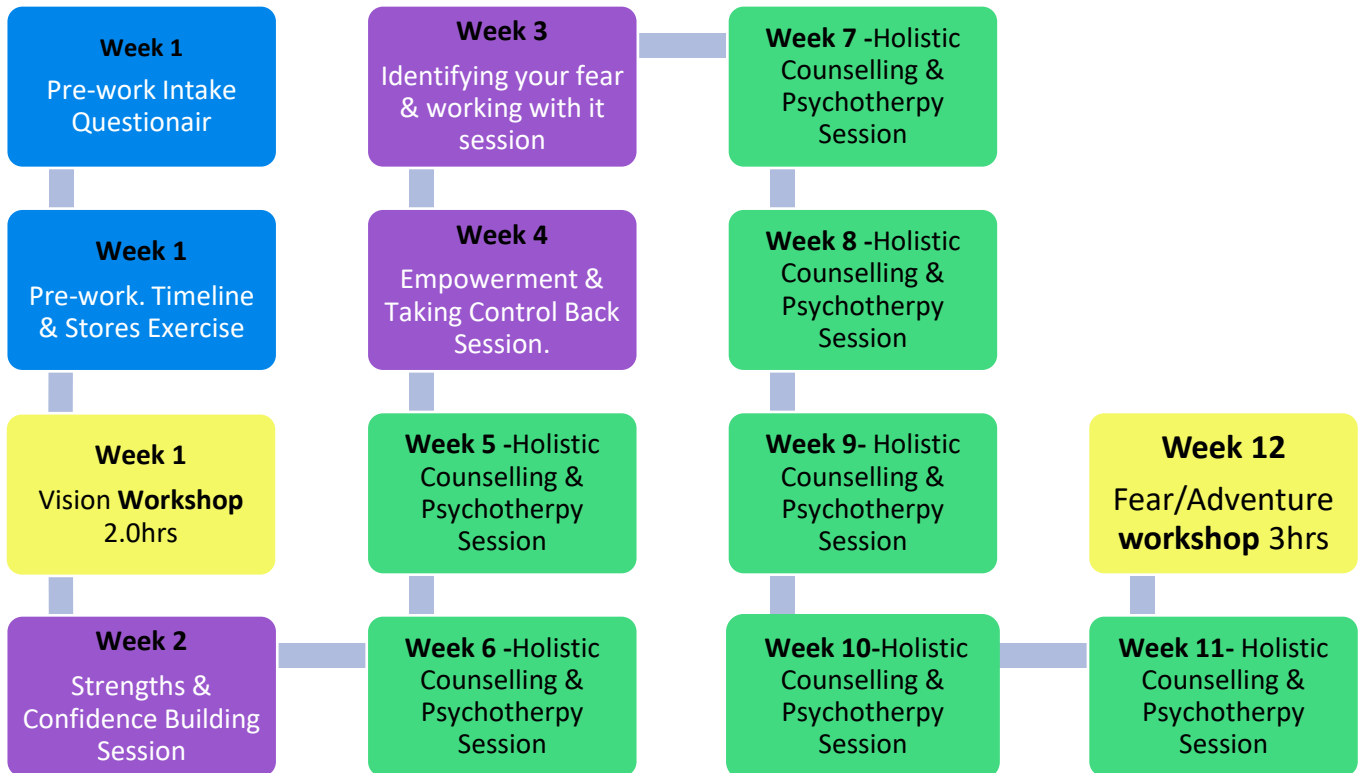 Week 1
Pre-work Intake
Questionair
Week 1
Pre-work. Timeline
& Stores Exercise
Week 1
Vision Workshop
2.0hrs
Week 2
Strengths &
Confidence Building
Session
Week 3
Identifying your fear
& working with it
session
Week 4
Empowerment &
Taking Control Back
Session.
Week 5 -Holistic
Counselling &
Psychotherpy
Session
Week 6 -Holistic
Counselling &
Psychotherpy
Session
Week 7 -Holistic
Counselling &
Psychotherpy
Session
Week 8 -Holistic
Counselling &
Psychotherpy
Session
Week 9- Holistic
Counselling &
Psychotherpy
Session
Week 10-Holistic
Counselling &
Psychotherpy
Session
Week 11- Holistic
Counselling &
Psychotherpy
Session
Week 12
Fear/Adventure
workshop 3hrs